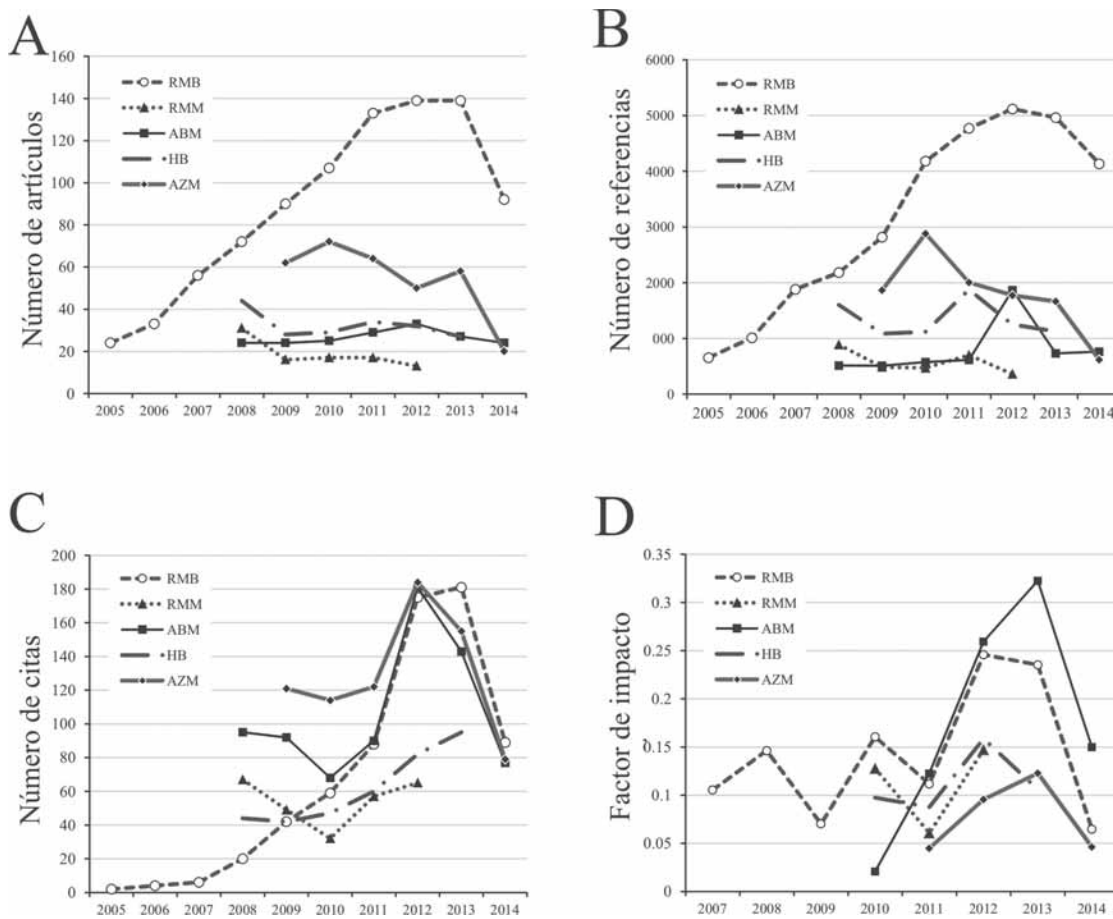 A
Número de artículos
160
140
120
100
80
60
40
20
0
RMB
RMM
ABM
HB
AZM
2005 2006 2007 2008 2009 2010 2011 2012 2013 2014
B
Número de referencias
6000
5000
4000
3000
2000
000
0
RMB
RMM
ABM
HB
AZM
2005 2006 2007 2008 2009 2010 2011 2012 2013 2014
C
Número de citas
200
180
160
140
120
100
80
60
40
20
0
RMB
RMM
ABM
HB
AZM
2005 2006 2007 2008 2009 2010 2011 2012 2013 2014
D
Factor de impacto
0.35
0.3
0.25
0.2
0.15
0.1
0.05
0
RMB
RMM
ABM
HB
AZM
2007 2008 2009 2010 2011 2012 2013 2014